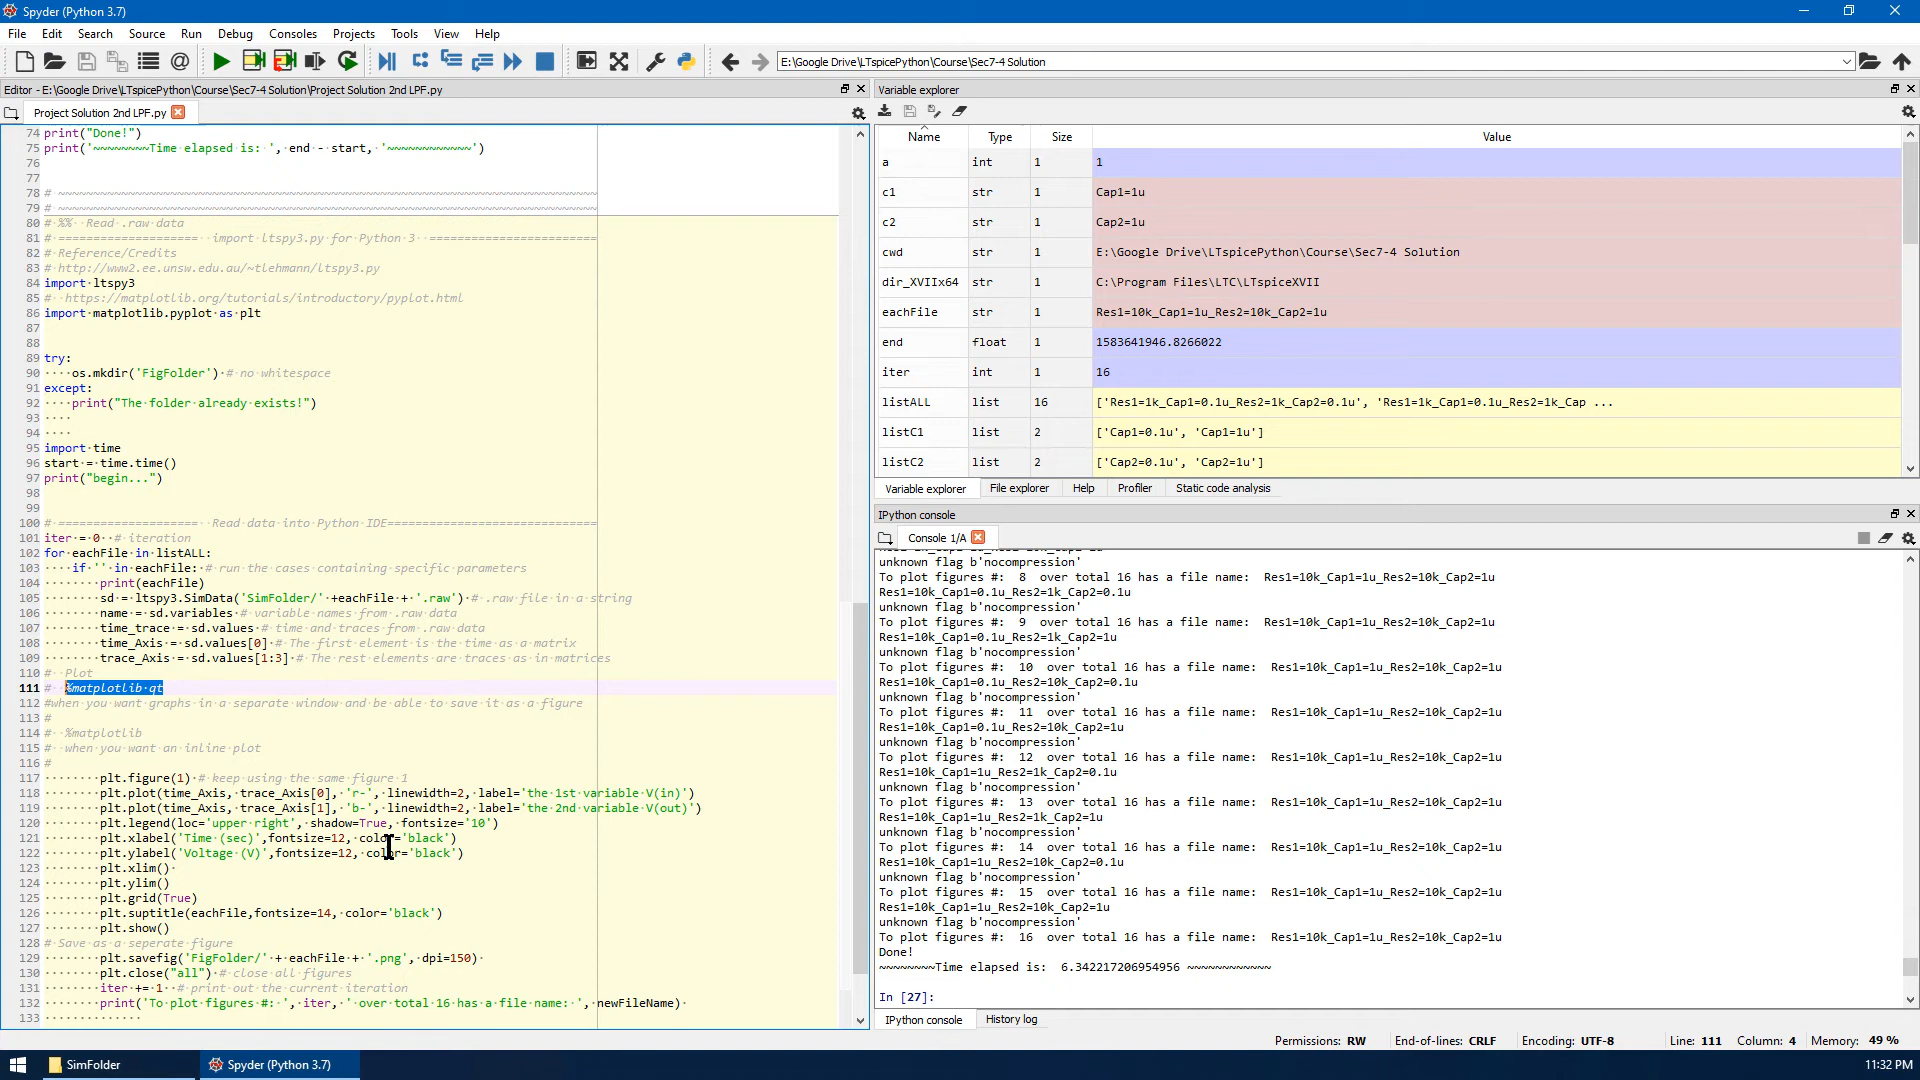 Spyder (Python 3.7)
File Edit Search Source Run Debug Consoles Projects Tools View Help
E:\Google Drive\LTspicePython\Course\Sec7-4 Solution
Editor - E:\Google Drive\LTspicePython\Course\Sec7-4 Solution\Project Solution 2nd LPF.py
Project Solution 2nd LPF.py
74 print("Done!")
75 print('~~~~~~~~Time elapsed is: ', end - start, '~~~~~~~~~~~~')
76
77
78 # ~~~~~~~~~~~~~~~~~~~~~~~~~~~~~~~~~~~~~~~~~~~~~~~~~~~~~~~~~~~~~~~~~~~~~~~~~~~~~
79 # ~~~~~~~~~~~~~~~~~~~~~~~~~~~~~~~~~~~~~~~~~~~~~~~~~~~~~~~~~~~~~~~~~~~~~~~~~~~~~
80 # %% Read .raw data
81 # ==================== import ltspy3.py for Python 3 ========================
82 # Reference/Credits
83 # http://www2.ee.unsw.edu.au/~tlehmann/ltspy3.py
84 import ltspy3
85 # https://matplotlib.org/tutorials/introductory/pyplot.html
86 import matplotlib.pyplot as plt
87
88
89 try:
90 os.mkdir('FigFolder') # no whitespace
91 except:
92 print("The folder already exists!")
93
94
95 import time
96 start = time.time()
97 print("begin...")
98
99
100 # ==================== Read data into Python IDE==============================
101 iter = 0 # iteration
102 for eachFile in listALL:
103 if '' in eachFile: # run the cases containing specific parameters
104 print(eachFile)
105 sd = ltspy3.SimData('SimFolder/' +eachFile + '.raw') # .raw file in a string
106 name = sd.variables # variable names from .raw data
107 time_trace = sd.values # time and traces from .raw data
108 time_Axis = sd.values[0] # The first element is the time as a matrix
109 trace_Axis = sd.values[1:3] # The rest elements are traces as in matrices
110 # Plot
111 # %matplotlib qt
112 #when you want graphs in a separate window and be able to save it as a figure
113 #
114 # %matplotlib
115 # when you want an inline plot
116 #
117 plt.figure(1) # keep using the same figure 1
118 plt.plot(time_Axis, trace_Axis[0], 'r-', linewidth=2, label='the 1st variable V(in)')
119 plt.plot(time_Axis, trace_Axis[1], 'b-', linewidth=2, label='the 2nd variable V(out)')
120 plt.legend(loc='upper right', shadow=True, fontsize='10')
121 plt.xlabel('Time (sec)',fontsize=12, color='black')
122 plt.ylabel('Voltage (V)',fontsize=12, color='black')
123 plt.xlim()
124 plt.ylim()
125 plt.grid(True)
126 plt.suptitle(eachFile,fontsize=14, color='black')
127 plt.show()
128 # Save as a seperate figure
129 plt.savefig('FigFolder/' + eachFile + '.png', dpi=150)
130 plt.close("all") # close all figures
131 iter += 1 # print out the current iteration
132 print('To plot figures #: ', iter, ' over total 16 has a file name: ', newFileName)
133
Variable explorer
Name Type Size Value
a int 1 1
c1 str 1 Cap1=1u
c2 str 1 Cap2=1u
cwd str 1 E:\Google Drive\LTspicePython\Course\Sec7-4 Solution
dir_XVIIx64 str 1 C:\Program Files\LTC\LTspiceXVII
eachFile str 1 Res1=10k_Cap1=1u_Res2=10k_Cap2=1u
end float 1 1583641946.8266022
iter int 1 16
listALL list 16 ['Res1=1k_Cap1=0.1u_Res2=1k_Cap2=0.1u', 'Res1=1k_Cap1=0.1u_Res2=1k_Cap ...
listC1 list 2 ['Cap1=0.1u', 'Cap1=1u']
listC2 list 2 ['Cap2=0.1u', 'Cap2=1u']
Variable explorer File explorer Help Profiler Static code analysis
IPython console
Console 1/A
unknown flag b'nocompression'
To plot figures #: 8 over total 16 has a file name: Res1=10k_Cap1=1u_Res2=10k_Cap2=1u
Res1=10k_Cap1=0.1u_Res2=1k_Cap2=0.1u
unknown flag b'nocompression'
To plot figures #: 9 over total 16 has a file name: Res1=10k_Cap1=1u_Res2=10k_Cap2=1u
Res1=10k_Cap1=0.1u_Res2=1k_Cap2=1u
unknown flag b'nocompression'
To plot figures #: 10 over total 16 has a file name: Res1=10k_Cap1=1u_Res2=10k_Cap2=1u
Res1=10k_Cap1=0.1u_Res2=10k_Cap2=0.1u
unknown flag b'nocompression'
To plot figures #: 11 over total 16 has a file name: Res1=10k_Cap1=1u_Res2=10k_Cap2=1u
Res1=10k_Cap1=0.1u_Res2=10k_Cap2=1u
unknown flag b'nocompression'
To plot figures #: 12 over total 16 has a file name: Res1=10k_Cap1=1u_Res2=10k_Cap2=1u
Res1=10k_Cap1=1u_Res2=1k_Cap2=0.1u
unknown flag b'nocompression'
To plot figures #: 13 over total 16 has a file name: Res1=10k_Cap1=1u_Res2=10k_Cap2=1u
Res1=10k_Cap1=1u_Res2=1k_Cap2=1u
unknown flag b'nocompression'
To plot figures #: 14 over total 16 has a file name: Res1=10k_Cap1=1u_Res2=10k_Cap2=1u
Res1=10k_Cap1=1u_Res2=10k_Cap2=0.1u
unknown flag b'nocompression'
To plot figures #: 15 over total 16 has a file name: Res1=10k_Cap1=1u_Res2=10k_Cap2=1u
Res1=10k_Cap1=1u_Res2=10k_Cap2=1u
unknown flag b'nocompression'
To plot figures #: 16 over total 16 has a file name: Res1=10k_Cap1=1u_Res2=10k_Cap2=1u
Done!
~~~~~~~~Time elapsed is: 6.342217206954956 ~~~~~~~~~~~~
In [27]:
IPython console History log
Permissions: RW End-of-lines: CRLF Encoding: UTF-8 Line: 111 Column: 4 Memory: 49 %
SimFolder Spyder (Python 3.7) 11:32 PM